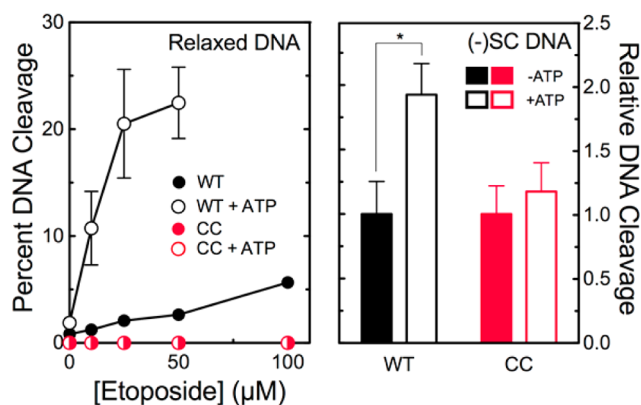 Relaxed DNA
Percent DNA Cleavage
30
20
10
0
WT
WT + ATP
CC
CC + ATP
0
50
100
[Etoposide] (µM)
*
(-)SC DNA
-ATP
+ATP
2.5
2.0
1.5
1.0
0.5
0.0
Relative DNA Cleavage
WT
CC